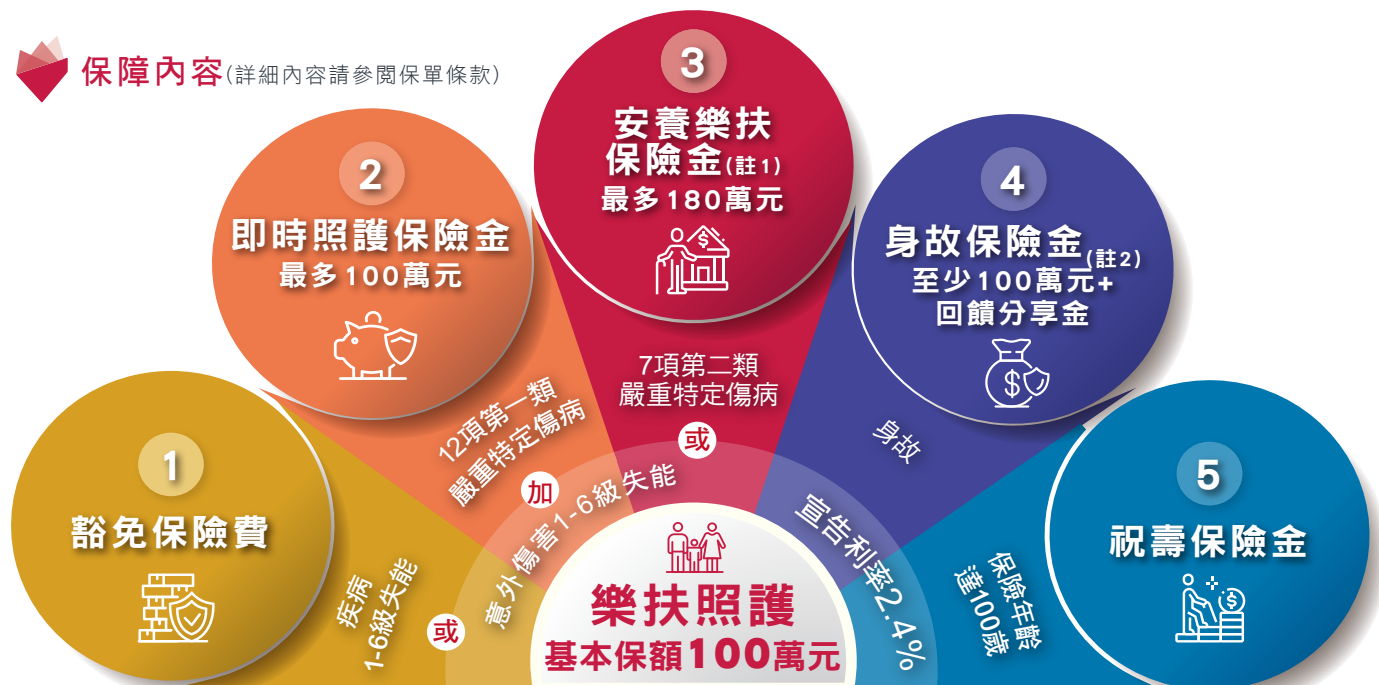 保障內容(詳細內容請參閱保單條款)
1
豁免保險費
疾病
1-6級失能
或
2
即時照護保險金
最多100萬元
12項第一類
嚴重特定傷病
加
意外傷害1-6級失能
3
安養樂扶
保險金(註1)
最多180萬元
7項第二類
嚴重特定傷病
或
4
身故保險金(註2)
至少100萬元+
回饋分享金
身故
宣告利率2.4%
5
祝壽保險金
保險年齡
達100歲
樂扶照護
基本保額100萬元